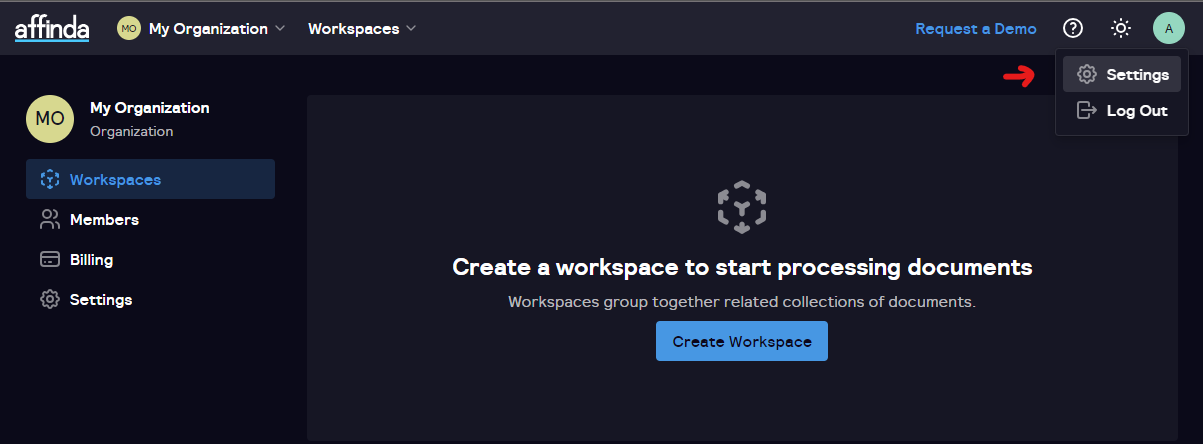 affinda MO My Organization Workspaces Request a Demo A
Settings
Log Out
MO My Organization
Organization
Workspaces
Members
Billing
Settings
Create a workspace to start processing documents
Workspaces group together related collections of documents.
Create Workspace